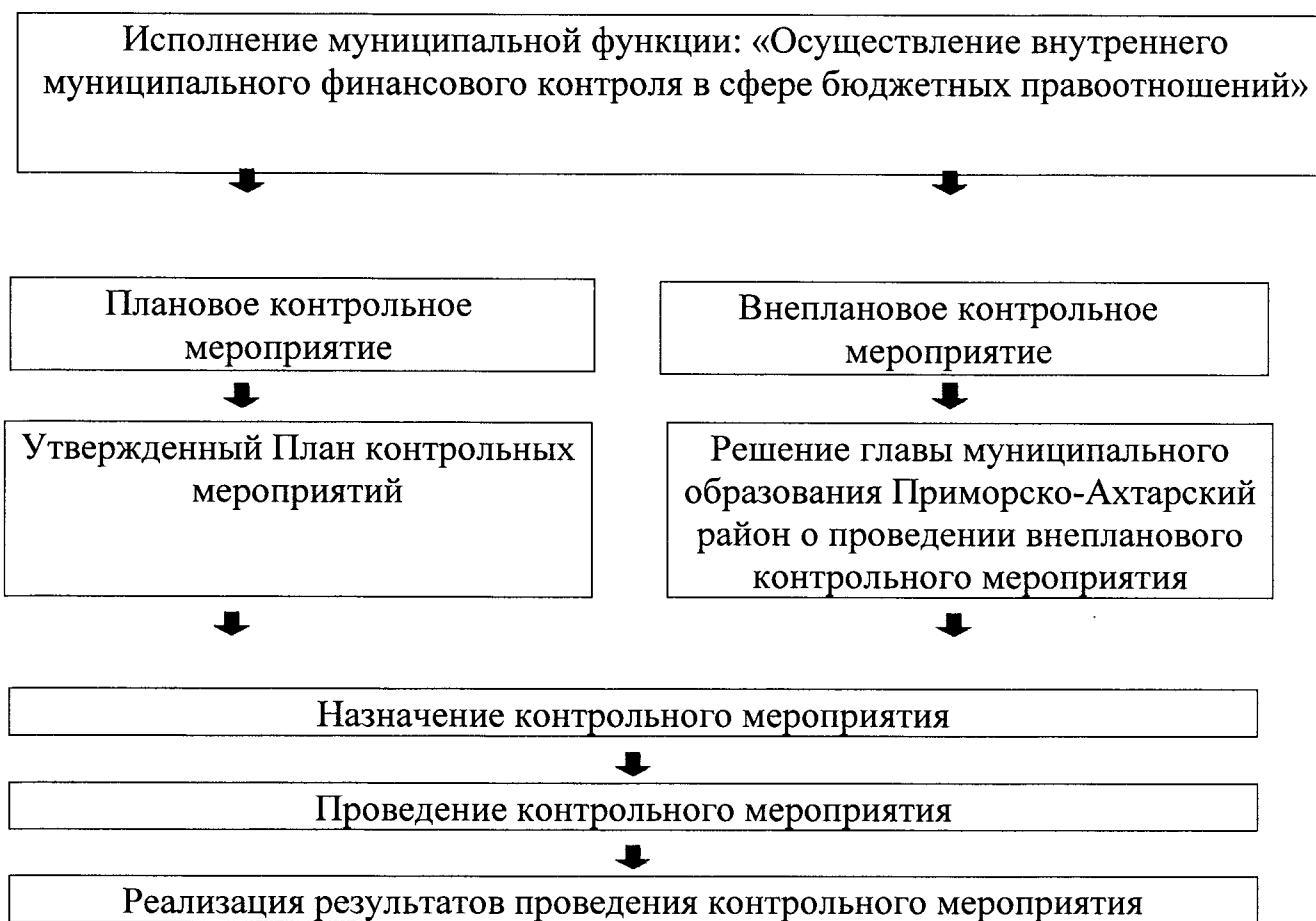 Исполнение муниципальной функции: «Осуществление внутреннего
муниципального финансового контроля в сфере бюджетных правоотношений»
Плановое контрольное
мероприятие
Внеплановое контрольное
мероприятие
Утвержденный План контрольных
мероприятий
Решение главы муниципального
образования Приморско-Ахтарский
район о проведении внепланового
контрольного мероприятия
Назначение контрольного мероприятия
Проведение контрольного мероприятия
Реализация результатов проведения контрольного мероприятия